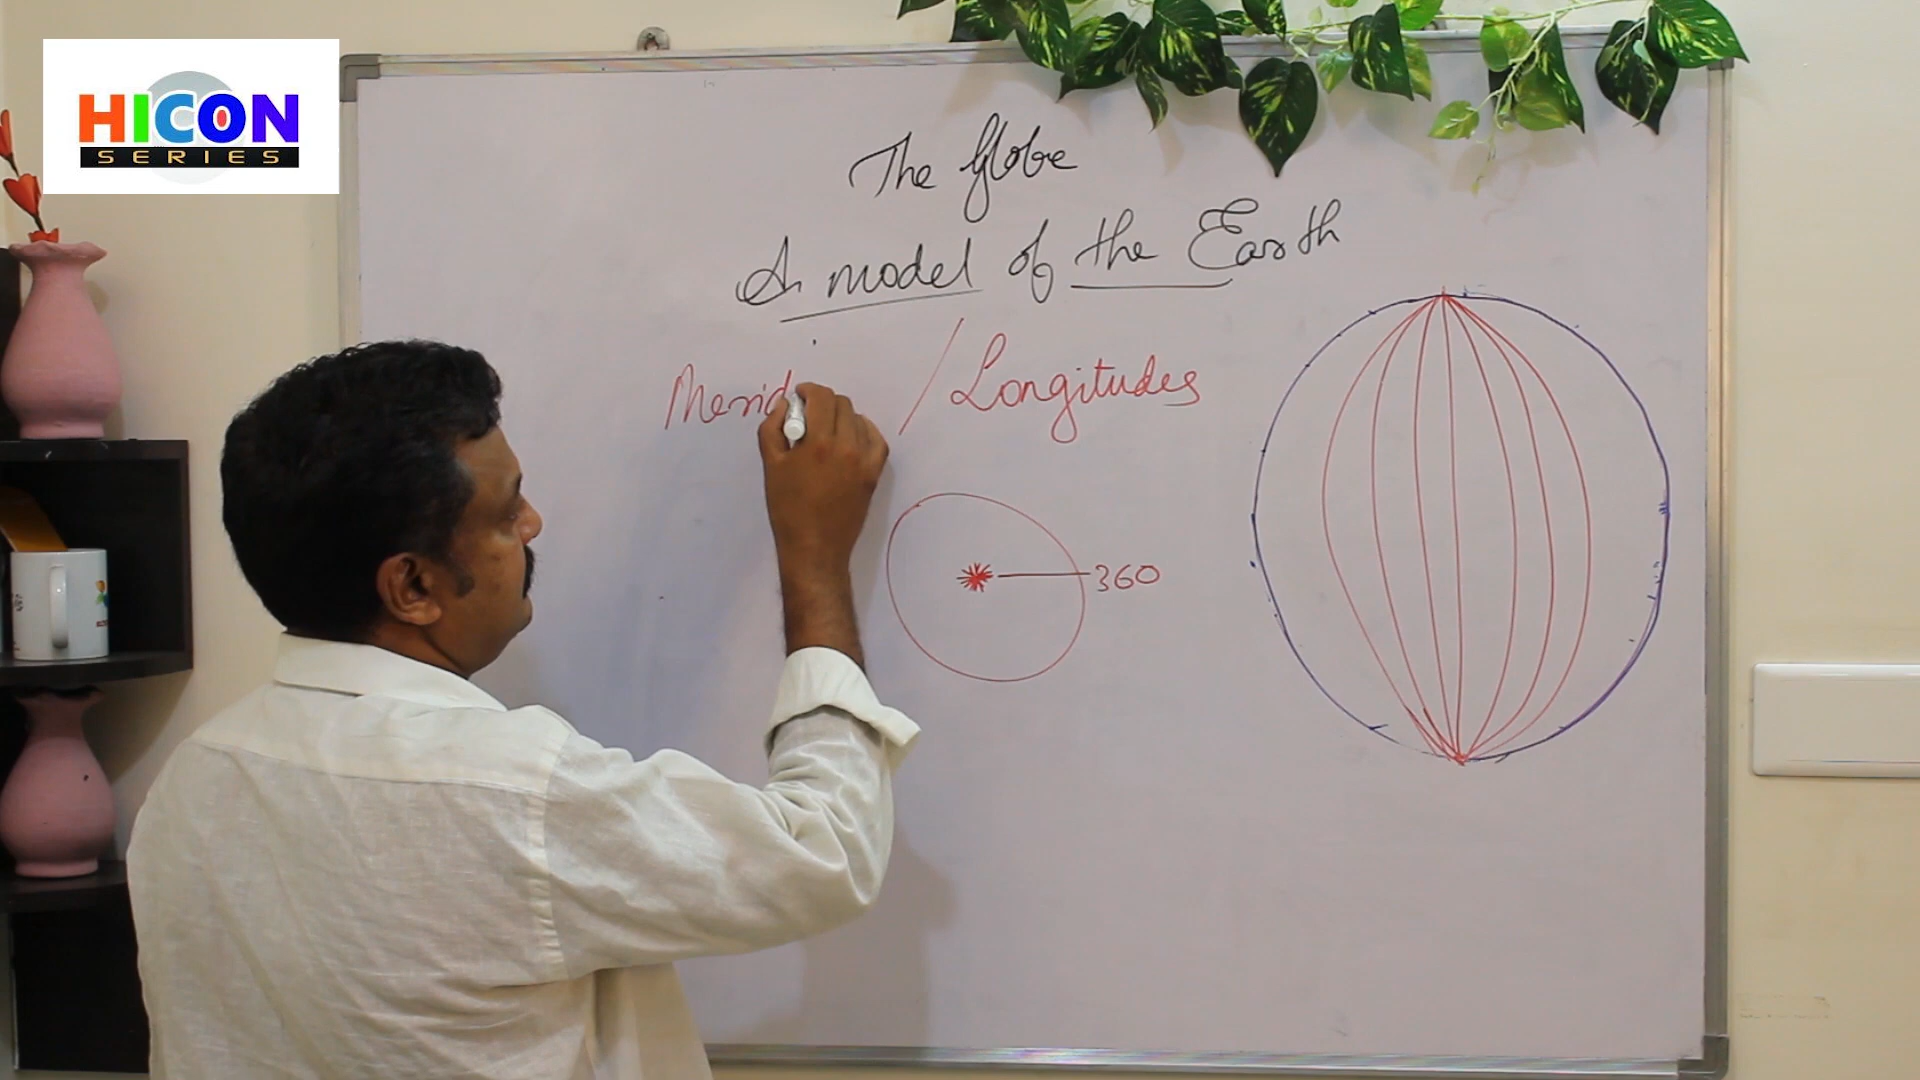 HICON
SERIES
The Globe
A model of the Earth
Merid / Longitudes
360